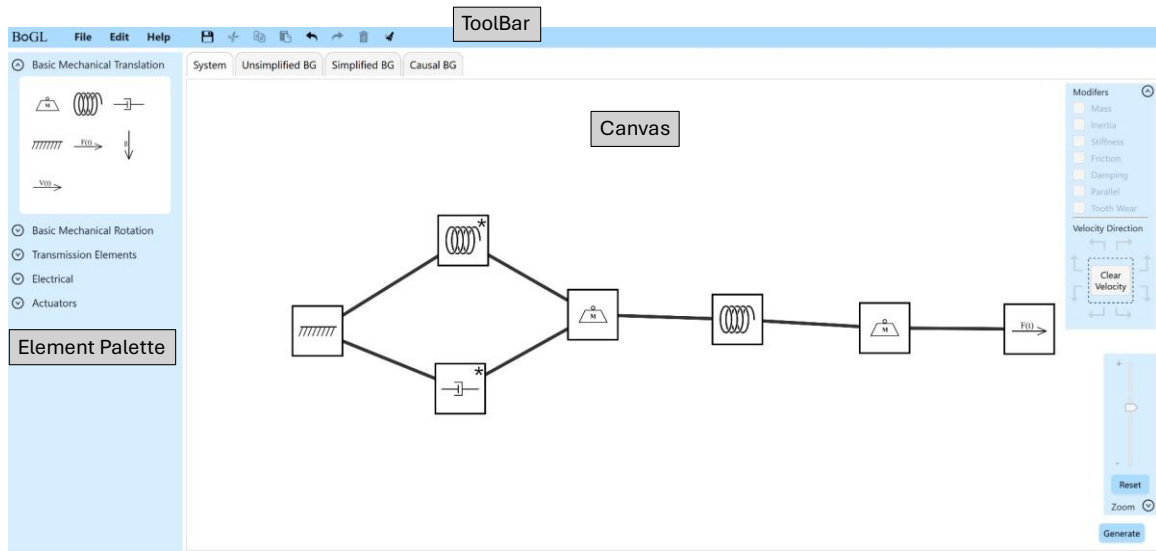 ToolBar
BoGL File Edit Help
Basic Mechanical Translation
System Unsimplified BG Simplified BG Causal BG
M
F(t)
g
V(t)
Canvas
Modifers
Mass
Inertia
Stiffness
Friction
Damping
Parallel
Tooth Wear
Velocity Direction
Clear
Velocity
Basic Mechanical Rotation
Transmission Elements
Electrical
Actuators
Element Palette
*
M
M
F(t)
*
+
-
Reset
Zoom
Generate